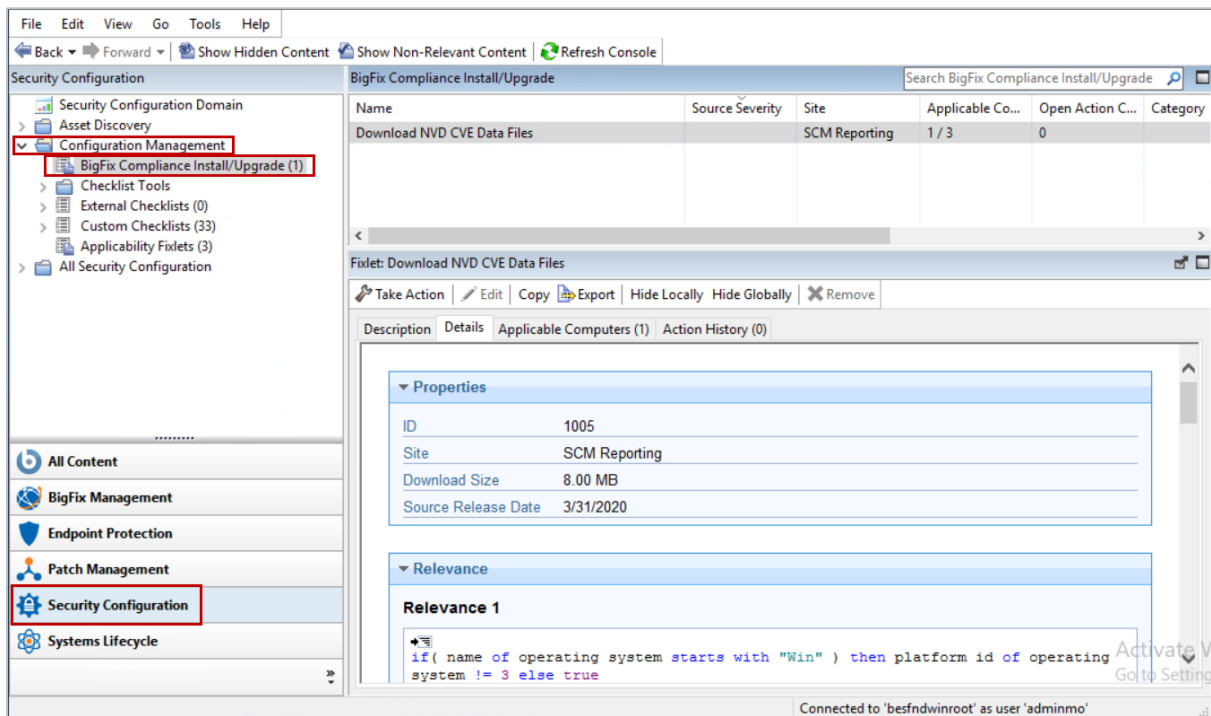 File Edit View Go Tools Help
Back Forward Show Hidden Content Show Non-Relevant Content Refresh Console
Security Configuration
Security Configuration Domain
Asset Discovery
Configuration Management
BigFix Compliance Install/Upgrade (1)
Checklist Tools
External Checklists (0)
Custom Checklists (33)
Applicability Fixlets (3)
All Security Configuration
All Content
BigFix Management
Endpoint Protection
Patch Management
Security Configuration
Systems Lifecycle
BigFix Compliance Install/Upgrade Search BigFix Compliance Install/Upgrade
Name Source Severity Site Applicable Co... Open Action C... Category
Download NVD CVE Data Files SCM Reporting 1 / 3 0
Fixlet: Download NVD CVE Data Files
Take Action Edit Copy Export Hide Locally Hide Globally Remove
Description Details Applicable Computers (1) Action History (0)
Properties
ID 1005
Site SCM Reporting
Download Size 8.00 MB
Source Release Date 3/31/2020
Relevance
Relevance 1
if( name of operating system starts with "Win" ) then platform id of operating
system != 3 else true
Activate W
Go to Setting
Connected to 'besfndwinroot' as user 'adminmo'